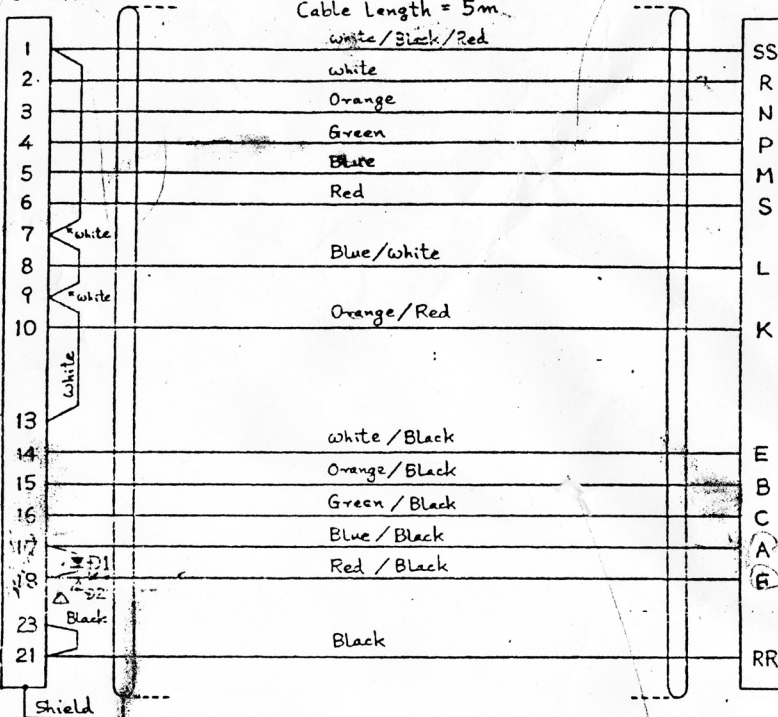 Cable Length = 5m
1 white/Black/Red SS
2 white R
3 Orange N
4 Green P
5 Blue M
6 Red S
7 *white
8 Blue/white L
9 *white
10 Orange/Red K
white
13
14 white/Black E
15 Orange/Black B
16 Green/Black C
17 Blue/Black A
D1
18 Red/Black
D2
23 Black
21 Black RR
Shield